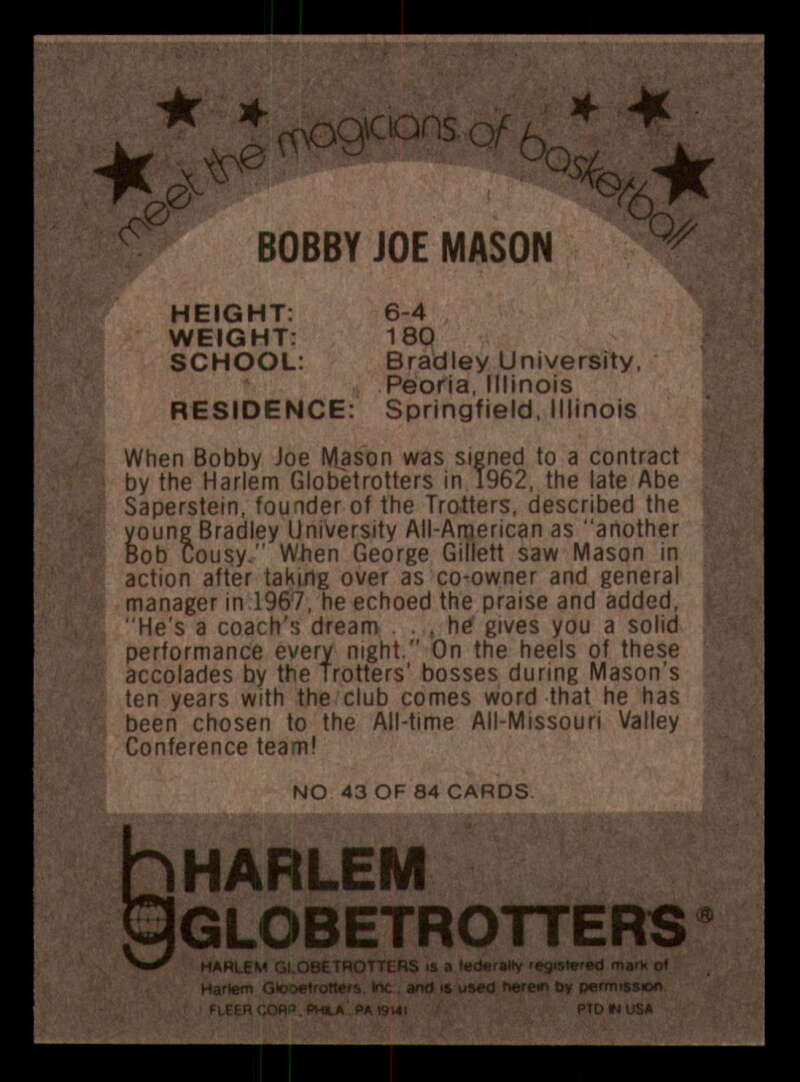 meet the magicians of basketball
BOBBY JOE MASON
HEIGHT: 6-4
WEIGHT: 180
SCHOOL: Bradley University,
Peoria, Illinois
RESIDENCE: Springfield, Illinois
When Bobby Joe Mason was signed to a contract
by the Harlem Globetrotters in 1962, the late Abe
Saperstein, founder of the Trotters, described the
young Bradley University All-American as "another
Bob Cousy." When George Gillett saw Mason in
action after taking over as co-owner and general
manager in 1967, he echoed the praise and added,
"He's a coach's dream . . . he gives you a solid
performance every night." On the heels of these
accolades by the Trotters' bosses during Mason's
ten years with the club comes word that he has
been chosen to the All-time All-Missouri Valley
Conference team!
NO. 43 OF 84 CARDS.
hg HARLEM
GLOBETROTTERS®
HARLEM GLOBETROTTERS is a federally registered mark of
Harlem Globetrotters, Inc., and is used herein by permission.
FLEER CORP., PHILA., PA 19141 PTD IN USA